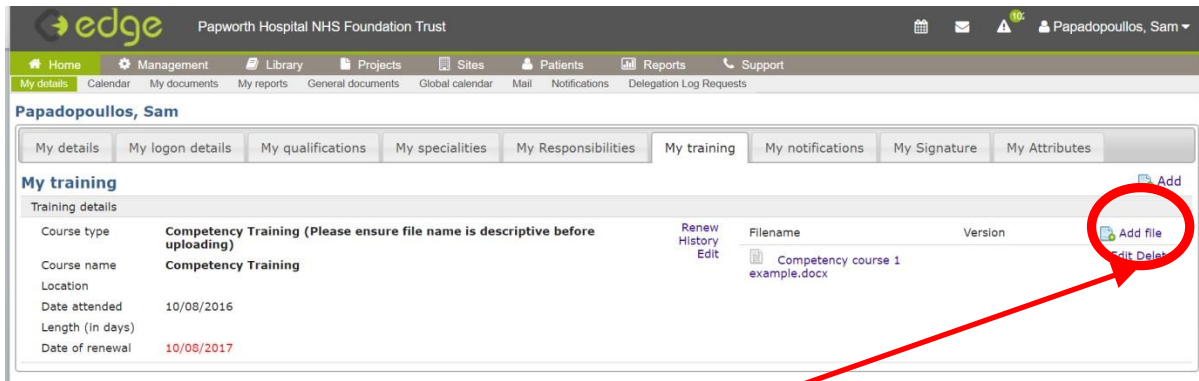 edge Papworth Hospital NHS Foundation Trust Papadopoullos, Sam
Home Management Library Projects Sites Patients Reports Support
My details Calendar My documents My reports General documents Global calendar Mail Notifications Delegation Log Requests
Papadopoullos, Sam
My details My logon details My qualifications My specialities My Responsibilities My training My notifications My Signature My Attributes
My training Add
Training details
Course type Competency Training (Please ensure file name is descriptive before Renew Filename Version Add file
uploading) History
Edit Competency course 1 Edit Delete
Course name Competency Training example.docx
Location
Date attended 10/08/2016
Length (in days)
Date of renewal 10/08/2017